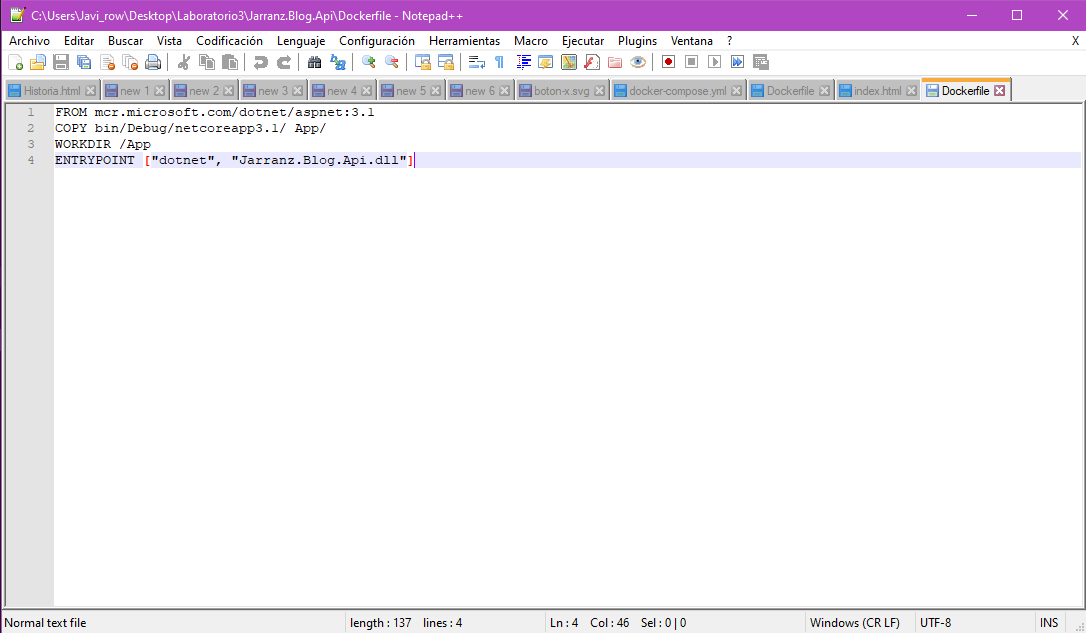 C:\Users\Javi_row\Desktop\Laboratorio3\Jarranz.Blog.Api\Dockerfile - Notepad++
Archivo Editar Buscar Vista Codificación Lenguaje Configuración Herramientas Macro Ejecutar Plugins Ventana ? X
Historia.html new 1 new 2 new 3 new 4 new 5 new 6 boton-x.svg docker-compose.yml Dockerfile index.html Dockerfile
1 FROM mcr.microsoft.com/dotnet/aspnet:3.1
2 COPY bin/Debug/netcoreapp3.1/ App/
3 WORKDIR /App
4 ENTRYPOINT ["dotnet", "Jarranz.Blog.Api.dll"]
Normal text file length : 137 lines : 4 Ln : 4 Col : 46 Sel : 0 | 0 Windows (CR LF) UTF-8 INS